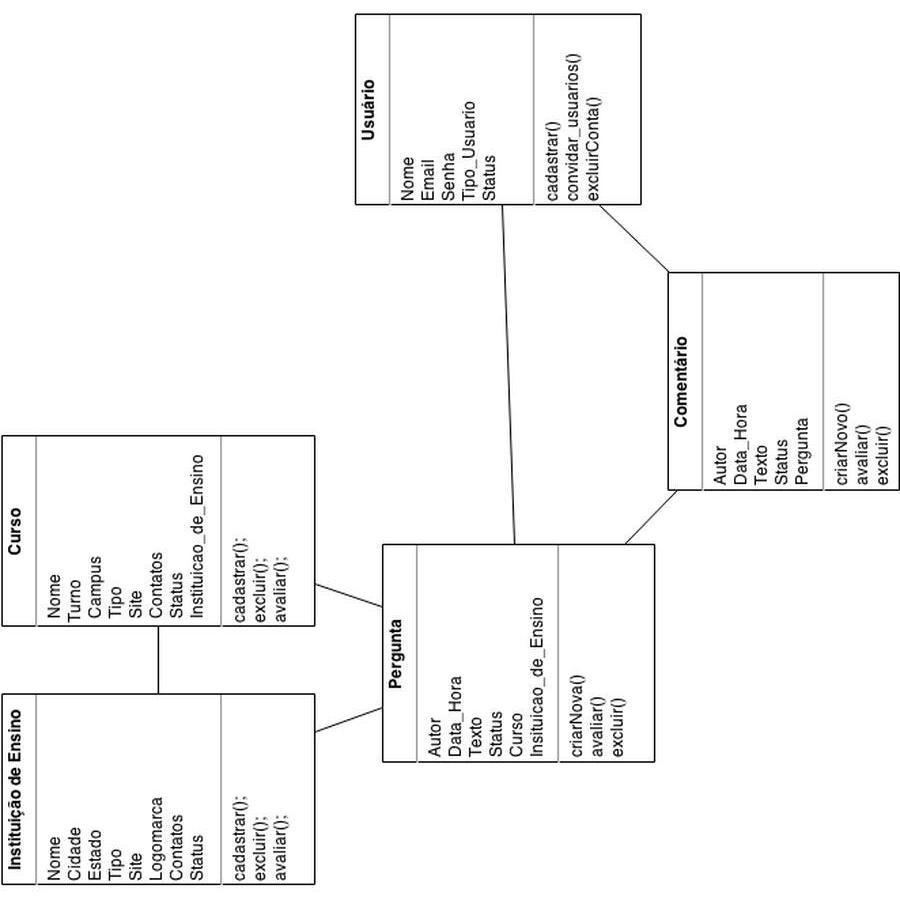 Instituição de Ensino
Nome
Cidade
Estado
Tipo
Site
Logomarca
Contatos
Status
cadastrar();
excluir();
avaliar();
Curso
Nome
Turno
Campus
Tipo
Site
Contatos
Status
Instituicao_de_Ensino
cadastrar();
excluir();
avaliar();
Pergunta
Autor
Data_Hora
Texto
Status
Curso
Insituicao_de_Ensino
criarNova()
avaliar()
excluir()
Comentário
Autor
Data_Hora
Texto
Status
Pergunta
criarNovo()
avaliar()
excluir()
Usuário
Nome
Email
Senha
Tipo_Usuario
Status
cadastrar()
convidar_usuarios()
excluirConta()